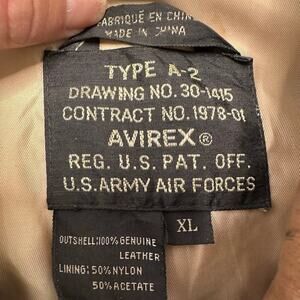 FABRIQUÉ EN CHINE
MADE IN CHINA
TYPE A-2
DRAWING NO. 30-1415
CONTRACT NO. 1978-01
AVIREX®
REG. U.S. PAT. OFF.
U.S. ARMY AIR FORCES
XL
OUTSHELL:100% GENUINE
LEATHER
LINING: 50% NYLON
50% ACETATE